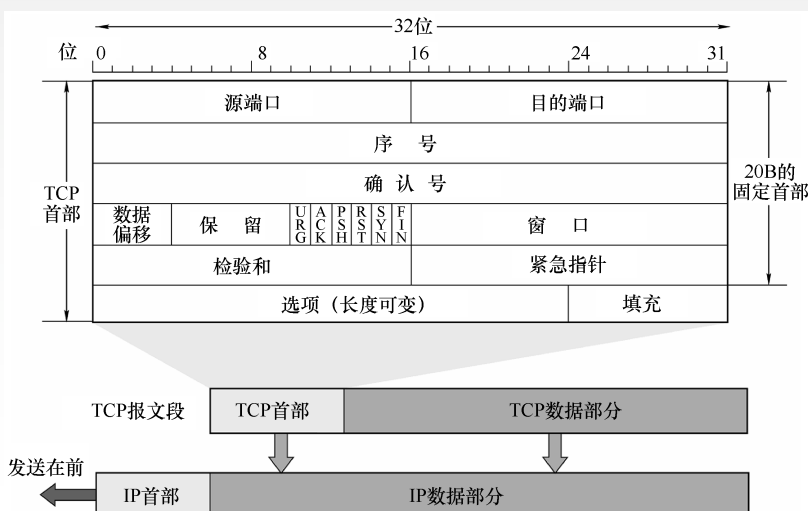 32位
位 0 8 16 24 31
源端口 目的端口
序 号
确 认 号
TCP
首部
20B的
固定首部
数据
偏移
保 留
URG
ACK
PSH
RST
SYN
FIN
窗 口
检验和 紧急指针
选项（长度可变） 填充
TCP报文段 TCP首部 TCP数据部分
发送在前
IP首部 IP数据部分